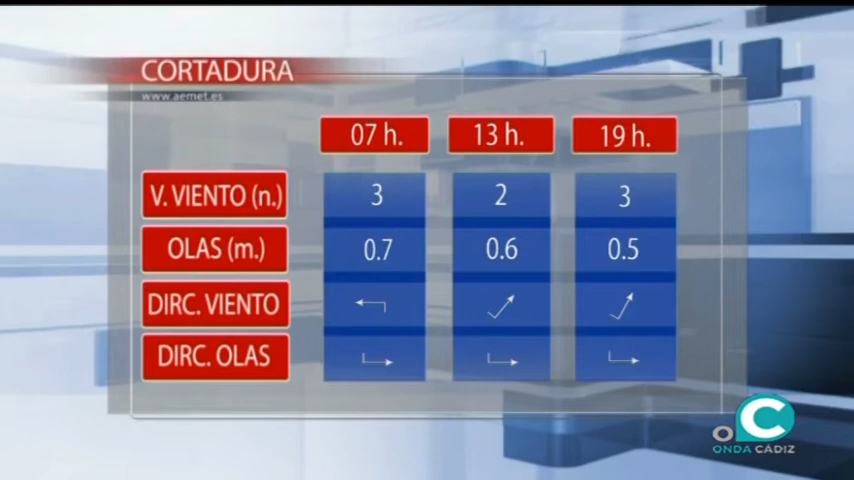 CORTADURA
www.aemet.es
07 h. 13 h. 19 h.
V. VIENTO (n.) 3 2 3
OLAS (m.) 0.7 0.6 0.5
DIRC. VIENTO
DIRC. OLAS
O C
ONDA CÁDIZ